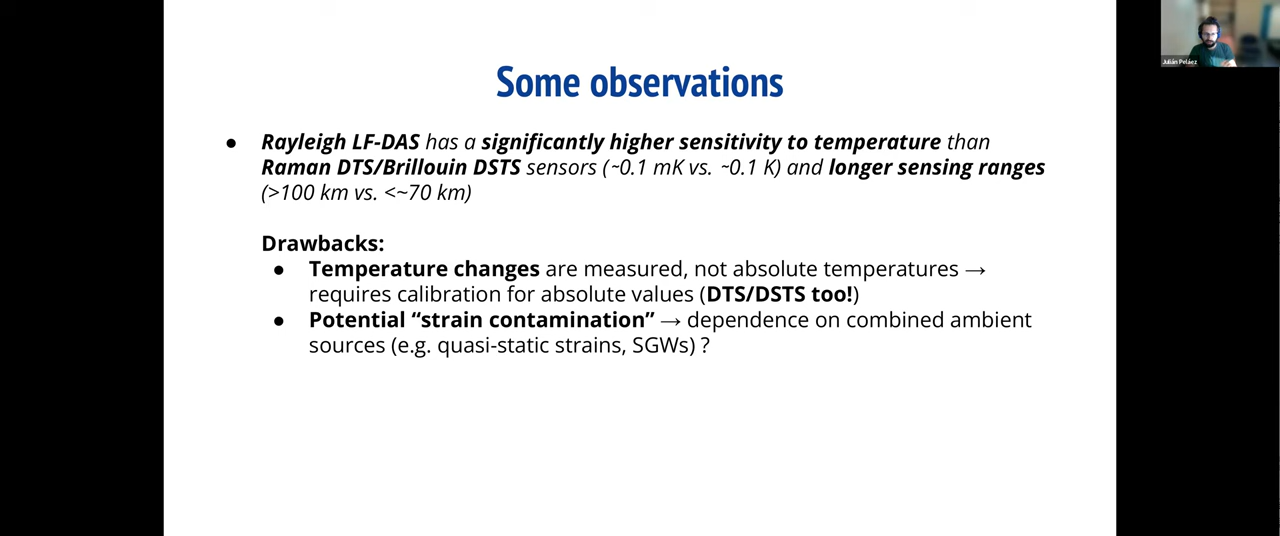 Some observations
● Rayleigh LF-DAS has a significantly higher sensitivity to temperature than
Raman DTS/Brillouin DSTS sensors (~0.1 mK vs. ~0.1 K) and longer sensing ranges
(>100 km vs. <~70 km)
Drawbacks:
● Temperature changes are measured, not absolute temperatures →
requires calibration for absolute values (DTS/DSTS too!)
● Potential “strain contamination” → dependence on combined ambient
sources (e.g. quasi-static strains, SGWs) ?
Julián Peláez